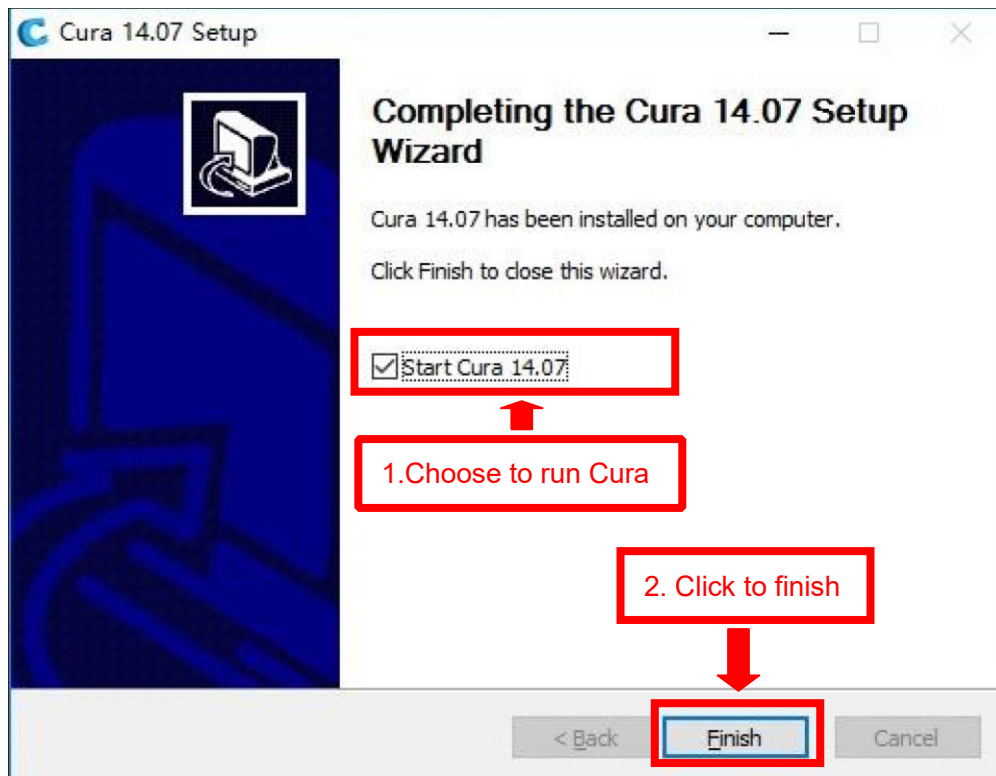 Cura 14.07 Setup
Completing the Cura 14.07 Setup
Wizard
Cura 14.07 has been installed on your computer.
Click Finish to close this wizard.
Start Cura 14.07
1.Choose to run Cura
2. Click to finish
< Back
Finish
Cancel